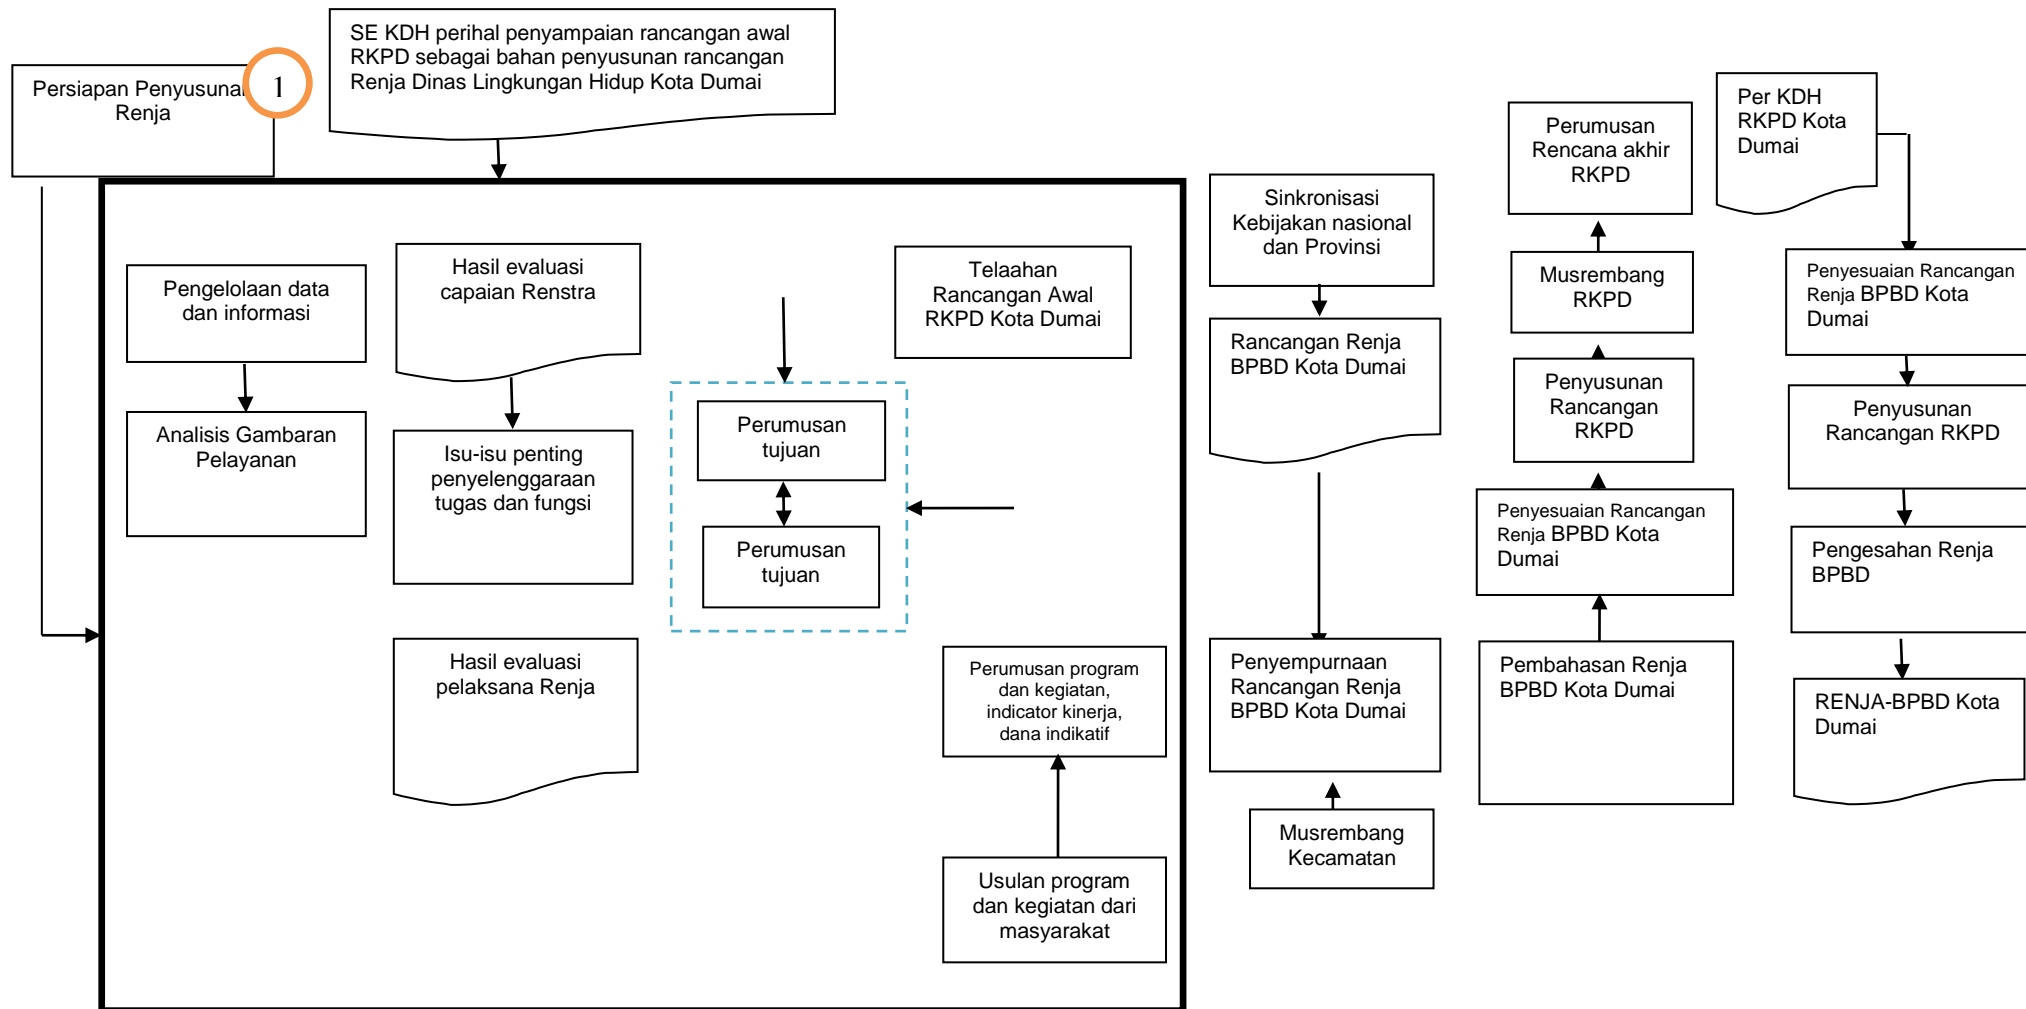 SE KDH perihal penyampaian rancangan awal
RKPD sebagai bahan penyusunan rancangan
Renja Dinas Lingkungan Hidup Kota Dumai
Persiapan Penyusunan
Renja
1
Pengelolaan data
dan informasi
Analisis Gambaran
Pelayanan
Hasil evaluasi
capaian Renstra
Isu-isu penting
penyelenggaraan
tugas dan fungsi
Hasil evaluasi
pelaksana Renja
Perumusan
tujuan
Perumusan
tujuan
Telaahan
Rancangan Awal
RKPD Kota Dumai
Perumusan program
dan kegiatan,
indicator kinerja,
dana indikatif
Usulan program
dan kegiatan dari
masyarakat
Sinkronisasi
Kebijakan nasional
dan Provinsi
Rancangan Renja
BPBD Kota Dumai
Penyempurnaan
Rancangan Renja
BPBD Kota Dumai
Musrembang
Kecamatan
Perumusan
Rencana akhir
RKPD
Musrembang
RKPD
Penyusunan
Rancangan
RKPD
Penyesuaian Rancangan
Renja BPBD Kota
Dumai
Pembahasan Renja
BPBD Kota Dumai
Per KDH
RKPD Kota
Dumai
Penyesuaian Rancangan
Renja BPBD Kota
Dumai
Penyusunan
Rancangan RKPD
Pengesahan Renja
BPBD
RENJA-BPBD Kota
Dumai